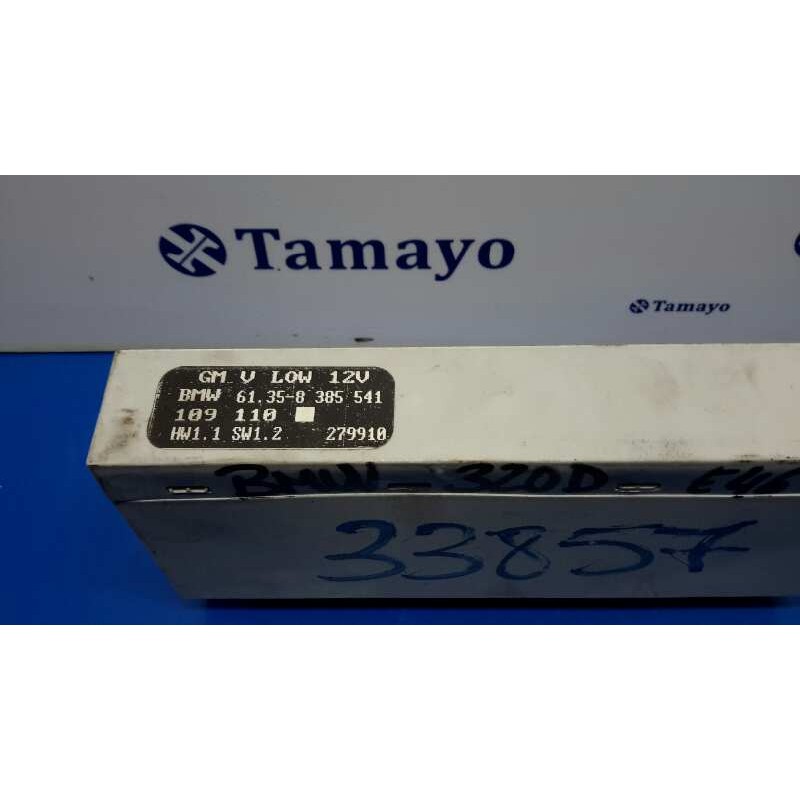 Tamayo
Tamayo
GM V LOW 12V
BMW 61.35-8 385 541
109 110
HW1.1 SW1.2 279910
BMW - 320D - E46
33857